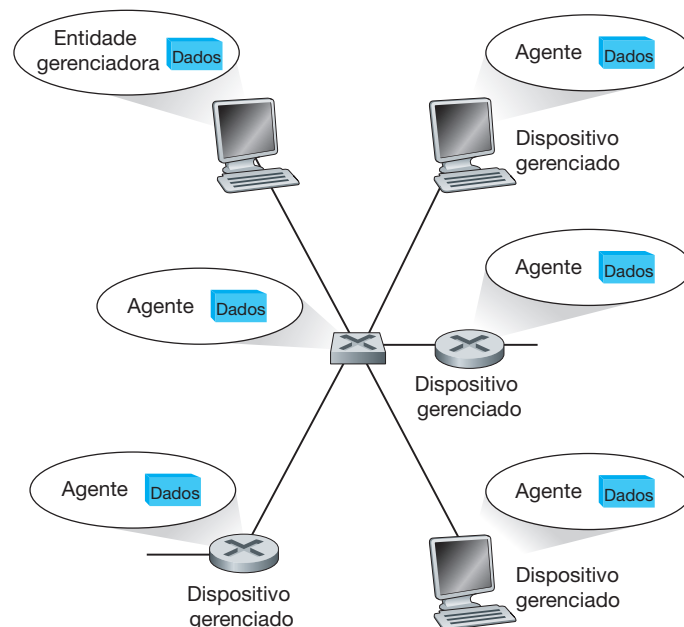 Entidade
gerenciadora
Dados
Agente
Dados
Dispositivo
gerenciado
Agente
Dados
Agente
Dados
Dispositivo
gerenciado
Agente
Dados
Agente
Dados
Dispositivo
gerenciado
Dispositivo
gerenciado